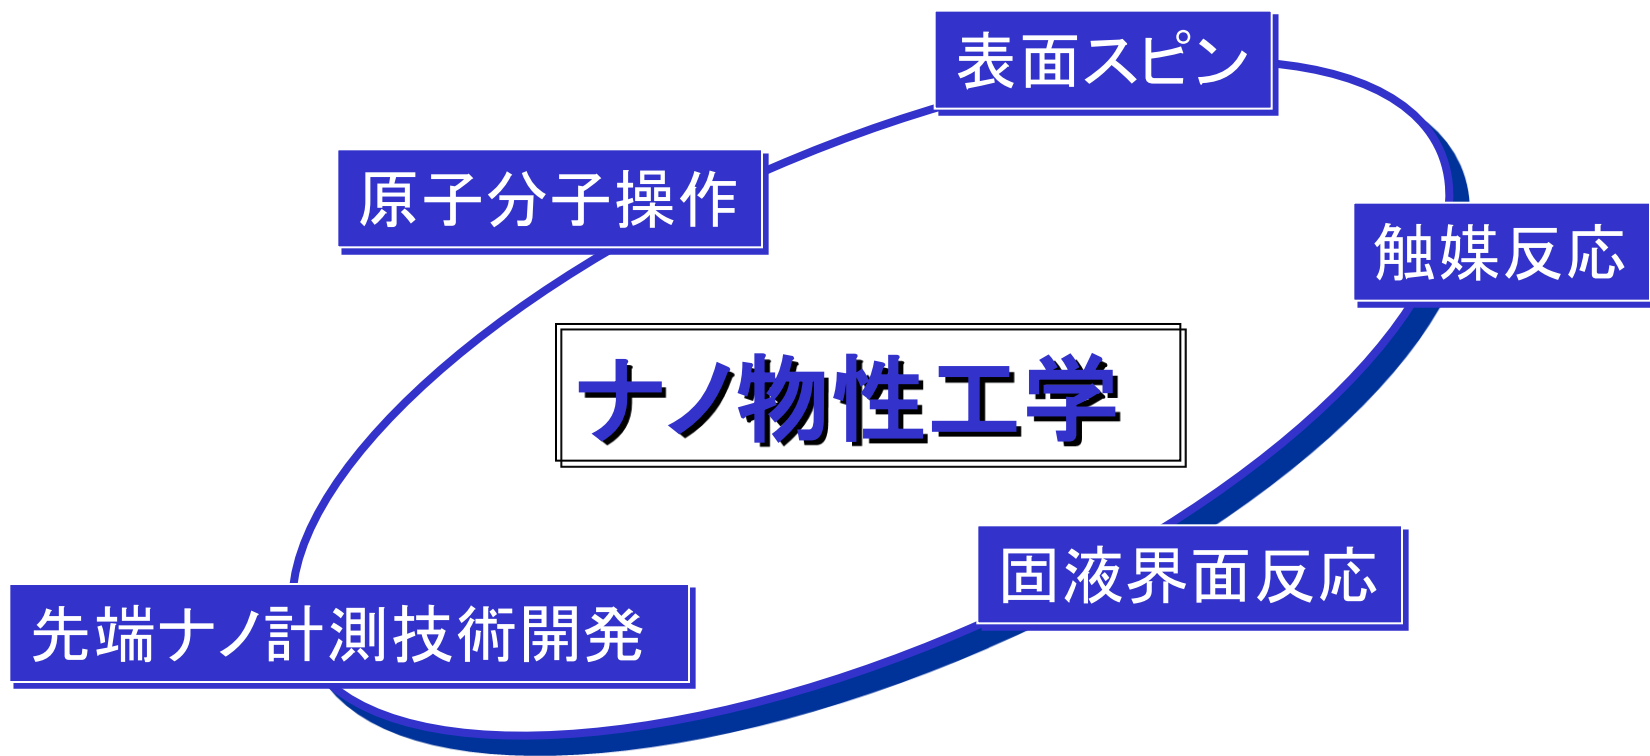 表面スピン
原子分子操作
触媒反応
ナノ物性工学
固液界面反応
先端ナノ計測技術開発